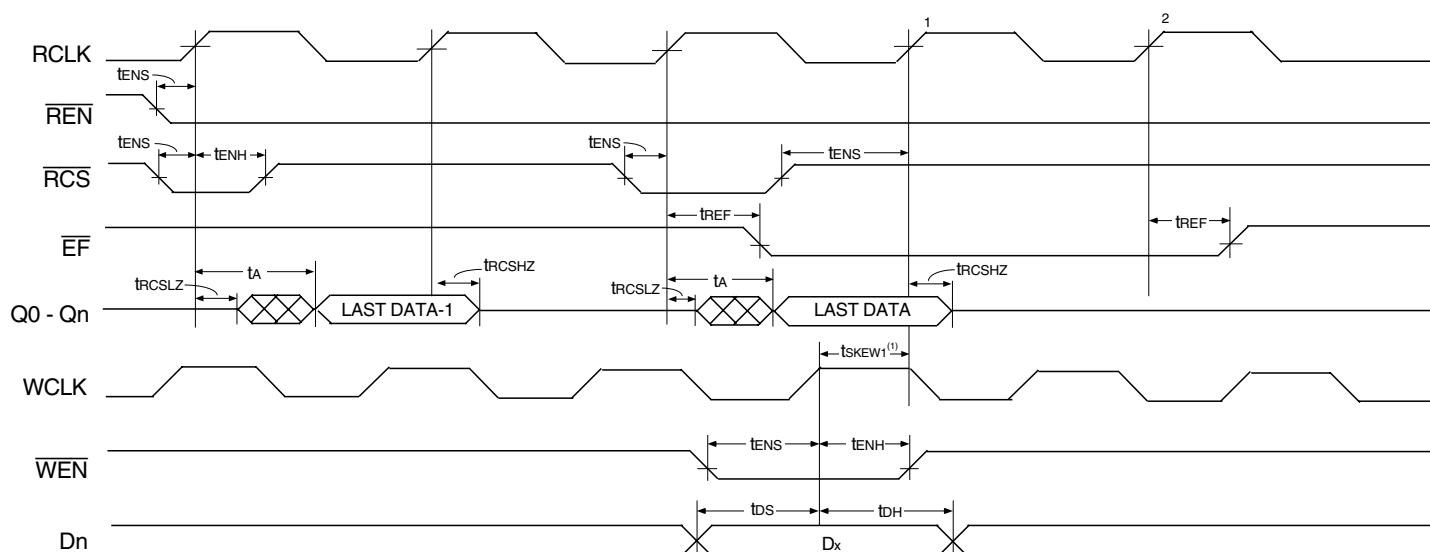 1 2
RCLK
tENS
REN
tENS tENH tENS tENS
RCS
tREF tREF
EF
tA tRCSHZ tA tRCSHZ
tRCSLZ tRCSLZ
Q0 - Qn LAST DATA-1 LAST DATA
tSKEW1(1)
WCLK
tENS tENH
WEN
tDS tDH
Dn Dx